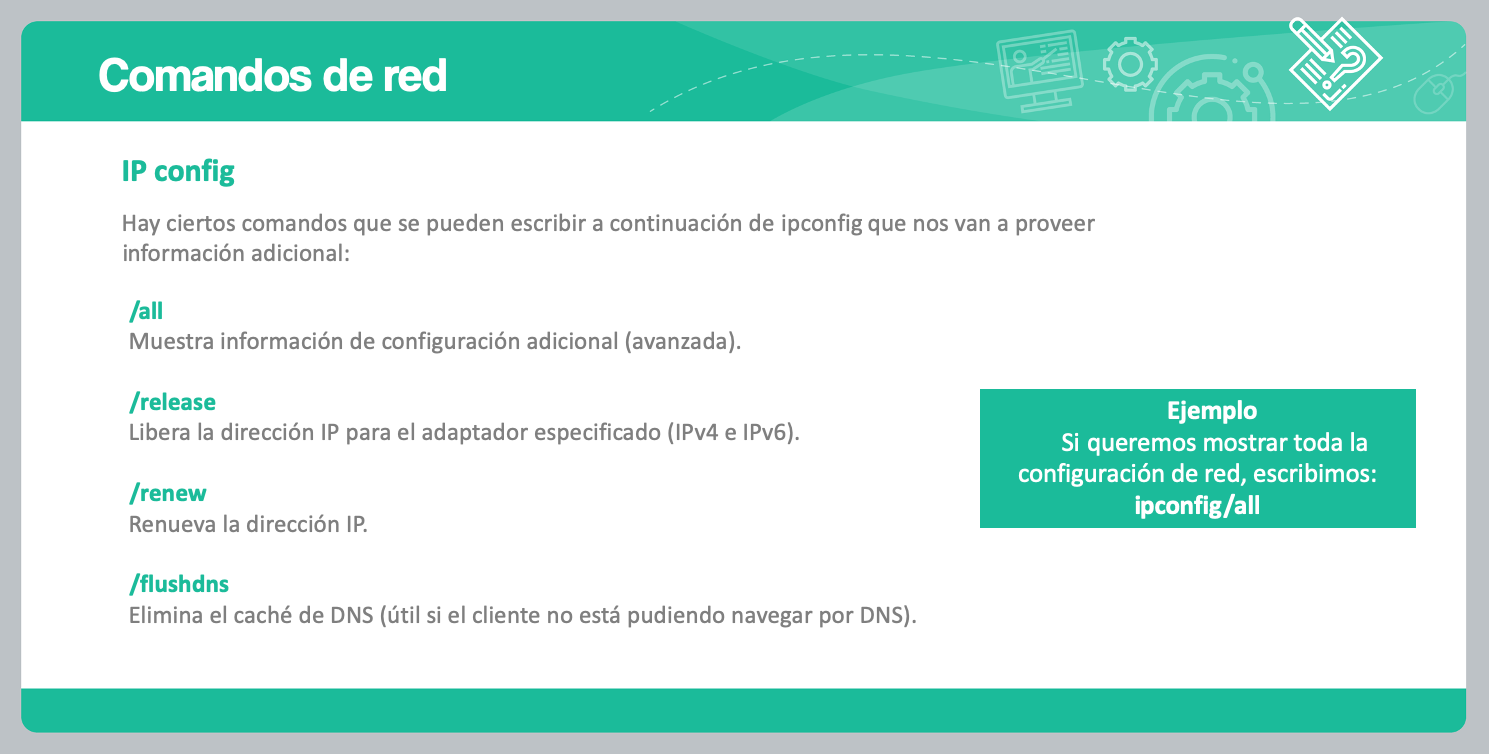 Comandos de red
IP config
Hay ciertos comandos que se pueden escribir a continuación de ipconfig que nos van a proveer
información adicional:
/all
Muestra información de configuración adicional (avanzada).
/release
Libera la dirección IP para el adaptador especificado (IPv4 e IPv6).
/renew
Renueva la dirección IP.
/flushdns
Elimina el caché de DNS (útil si el cliente no está pudiendo navegar por DNS).
Ejemplo
Si queremos mostrar toda la
configuración de red, escribimos:
ipconfig/all